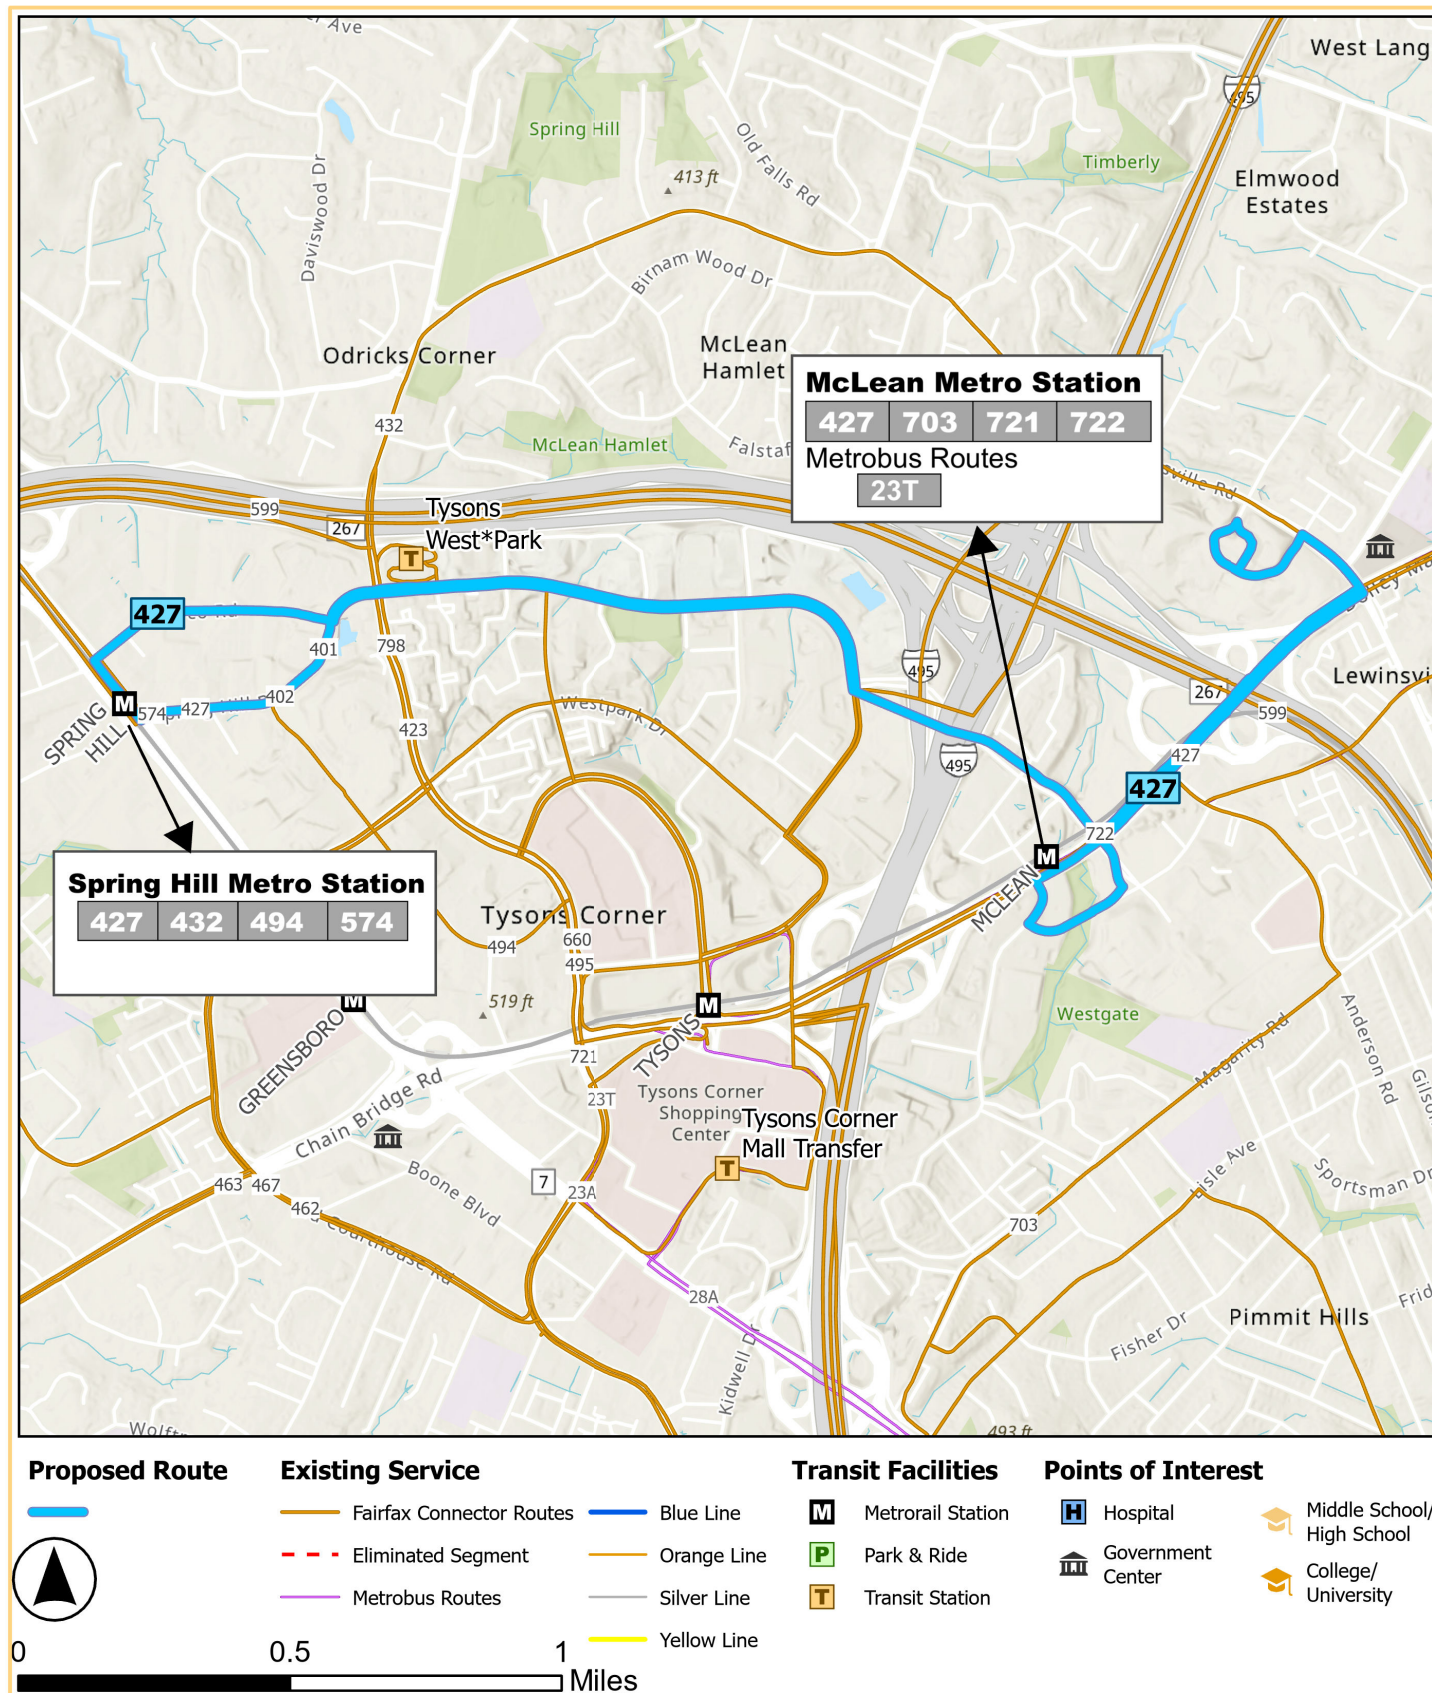 West Lang
495
Spring Hill
Old Falls Rd
Timberly
413 ft
Elmwood
Estates
Daviswood Dr
Birnam Wood Dr
McLean
Hamlet
Odricks Corner
McLean Metro Station
427 703 721 722
Metrobus Routes
23T
432
McLean Hamlet
Falstaf
sville Rd
599
267
Tysons
West*Park
T
427
401
798
495
Lewinsvi
267
599
M
574
427
402
SPRING
HILL
423
Westpark Dr
495
427
427
722
M
MCLEAN
Spring Hill Metro Station
427 432 494 574
Tysons Corner
494
660
495
519 ft
M
GREENSBORO
M
TYSONS
Westgate
721
Chain Bridge Rd
23T
Tysons Corner
Shopping
Center
Tysons Corner
Mall Transfer
T
Magarity Rd
Anderson Rd
Gilso
463
467
462
Boone Blvd
7
23A
Courthouse Rd
Lisle Ave
Sportsman Dr
703
28A
Kidwell Dr
Fisher Dr
Pimmit Hills
Frid
493 ft
Proposed Route
Existing Service
Transit Facilities
Points of Interest
Fairfax Connector Routes
Blue Line
M
Metrorail Station
H
Hospital
Middle School/
High School
Eliminated Segment
Orange Line
P
Park & Ride
Government
Center
College/
University
Metrobus Routes
Silver Line
T
Transit Station
Yellow Line
0 0.5 1
Miles